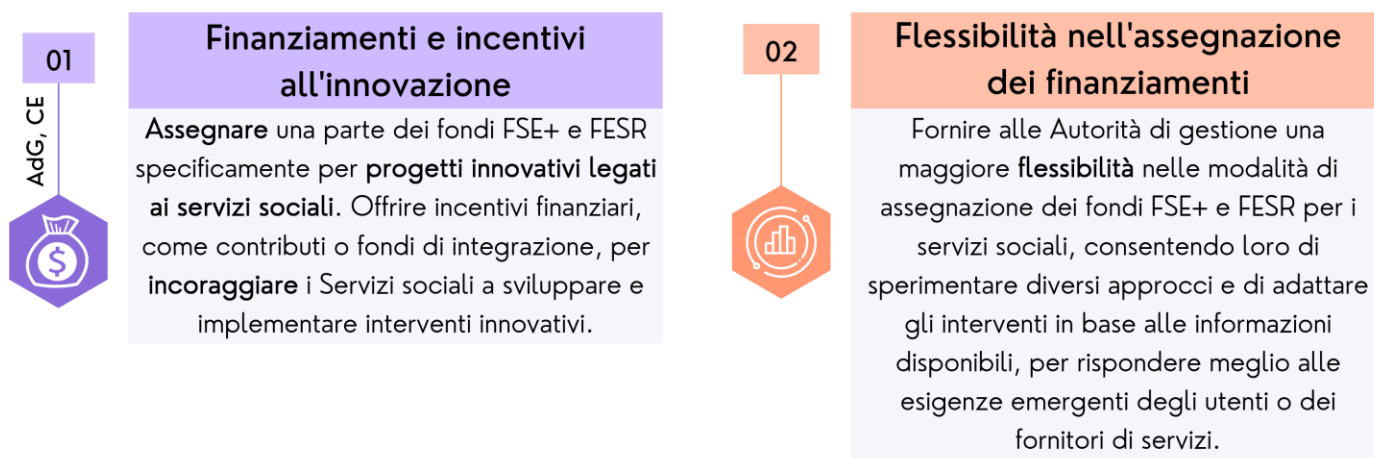 01
AdG, CE
Finanziamenti e incentivi
all'innovazione
Assegnare una parte dei fondi FSE+ e FESR
specificamente per progetti innovativi legati
ai servizi sociali. Offrire incentivi finanziari,
come contributi o fondi di integrazione, per
incoraggiare i Servizi sociali a sviluppare e
implementare interventi innovativi.
$
02
Flessibilità nell'assegnazione
dei finanziamenti
Fornire alle Autorità di gestione una
maggiore flessibilità nelle modalità di
assegnazione dei fondi FSE+ e FESR per i
servizi sociali, consentendo loro di
sperimentare diversi approcci e di adattare
gli interventi in base alle informazioni
disponibili, per rispondere meglio alle
esigenze emergenti degli utenti o dei
fornitori di servizi.